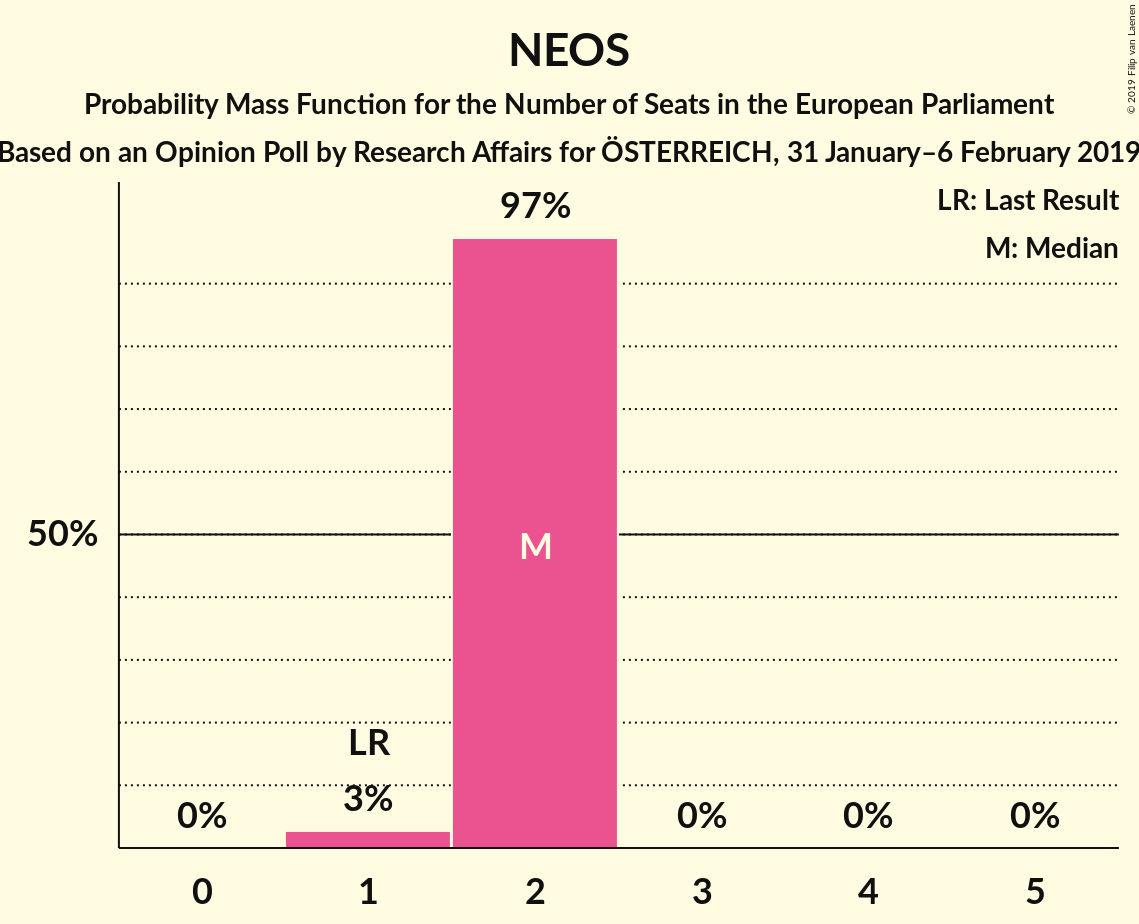 NEOS
Probability Mass Function for the Number of Seats in the European Parliament
Based on an Opinion Poll by Research Affairs for ÖSTERREICH, 31 January–6 February 2019
© 2019 Filip van Laenen
LR: Last Result
M: Median
97%
50%
M
LR
0% 3% 0% 0% 0%
0 1 2 3 4 5